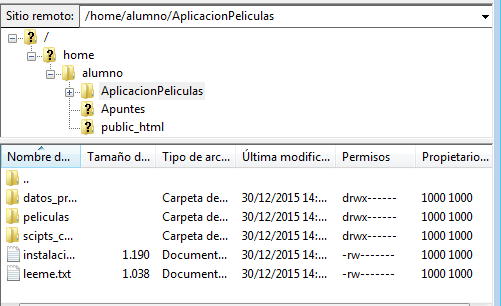 Sitio remoto: /home/alumno/AplicacionPeliculas
/
home
alumno
AplicacionPeliculas
Apuntes
public_html
Nombre d... Tamaño d... Tipo de arc... Última modific... Permisos Propietario...
..
datos_pr... Carpeta de... 30/12/2015 14:... drwx------ 1000 1000
peliculas Carpeta de... 30/12/2015 14:... drwx------ 1000 1000
scipts_c... Carpeta de... 30/12/2015 14:... drwx------ 1000 1000
instalaci... 1.190 Document... 30/12/2015 14:... -rw------- 1000 1000
leeme.txt 1.038 Document... 30/12/2015 14:... -rw------- 1000 1000